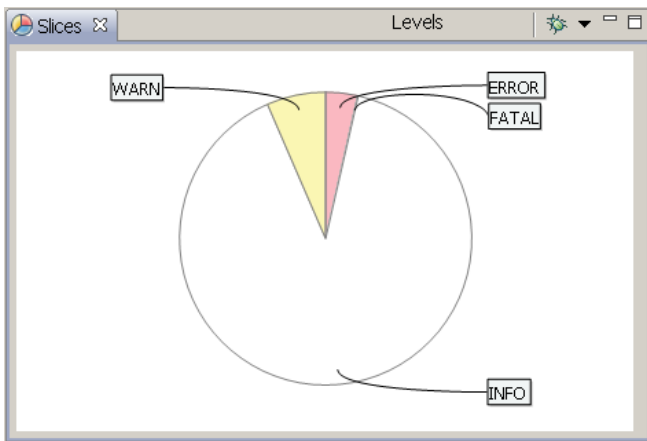 Slices
Levels
WARN
ERROR
FATAL
INFO